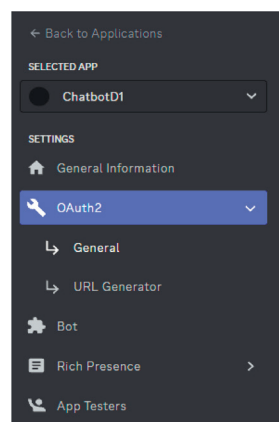 ← Back to Applications
SELECTED APP
ChatbotD1
SETTINGS
General Information
OAuth2
General
URL Generator
Bot
Rich Presence
App Testers